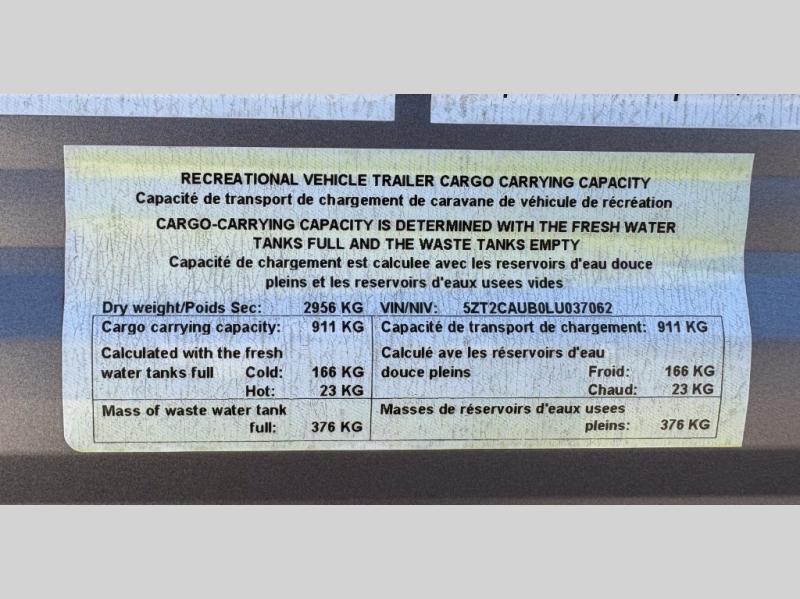 RECREATIONAL VEHICLE TRAILER CARGO CARRYING CAPACITY
Capacité de transport de chargement de caravane de véhicule de récréation
CARGO-CARRYING CAPACITY IS DETERMINED WITH THE FRESH WATER
TANKS FULL AND THE WASTE TANKS EMPTY
Capacité de chargement est calculee avec les reservoirs d'eau douce
pleins et les reservoirs d'eaux usees vides
Dry weight/Poids Sec: 2956 KG VIN/NIV: 5ZT2CAUB0LU037062
Cargo carrying capacity: 911 KG Capacité de transport de chargement: 911 KG
Calculated with the fresh Calculé ave les réservoirs d'eau
water tanks full Cold: 166 KG douce pleins Froid: 166 KG
Hot: 23 KG Chaud: 23 KG
Mass of waste water tank Masses de réservoirs d'eaux usees
full: 376 KG pleins: 376 KG